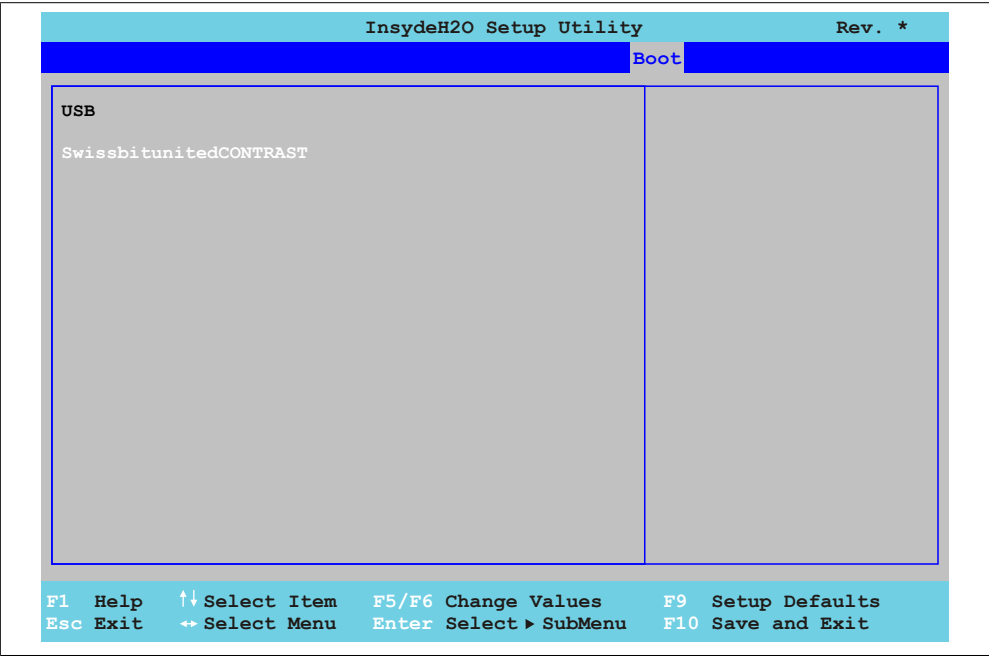 InsydeH2O Setup Utility Rev. *
Boot
USB
SwissbitunitedCONTRAST
F1 Help ↑↓ Select Item F5/F6 Change Values F9 Setup Defaults
Esc Exit ↔ Select Menu Enter Select ▶ SubMenu F10 Save and Exit